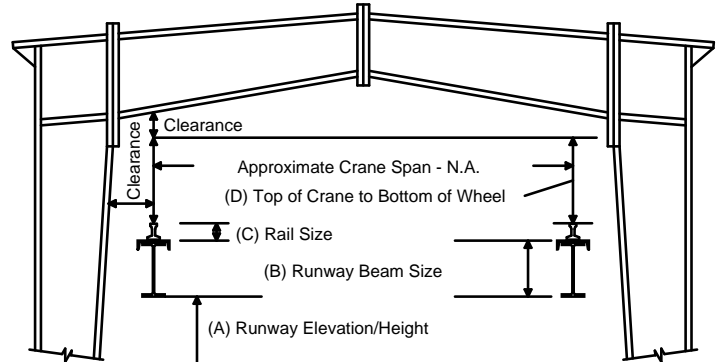 Clearance
Clearance
Approximate Crane Span - N.A.
(D) Top of Crane to Bottom of Wheel
(C) Rail Size
(B) Runway Beam Size
(A) Runway Elevation/Height